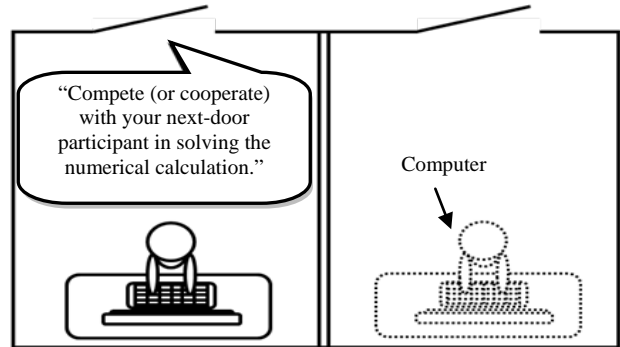 “Compete (or cooperate)
with your next-door
participant in solving the
numerical calculation.”
Computer